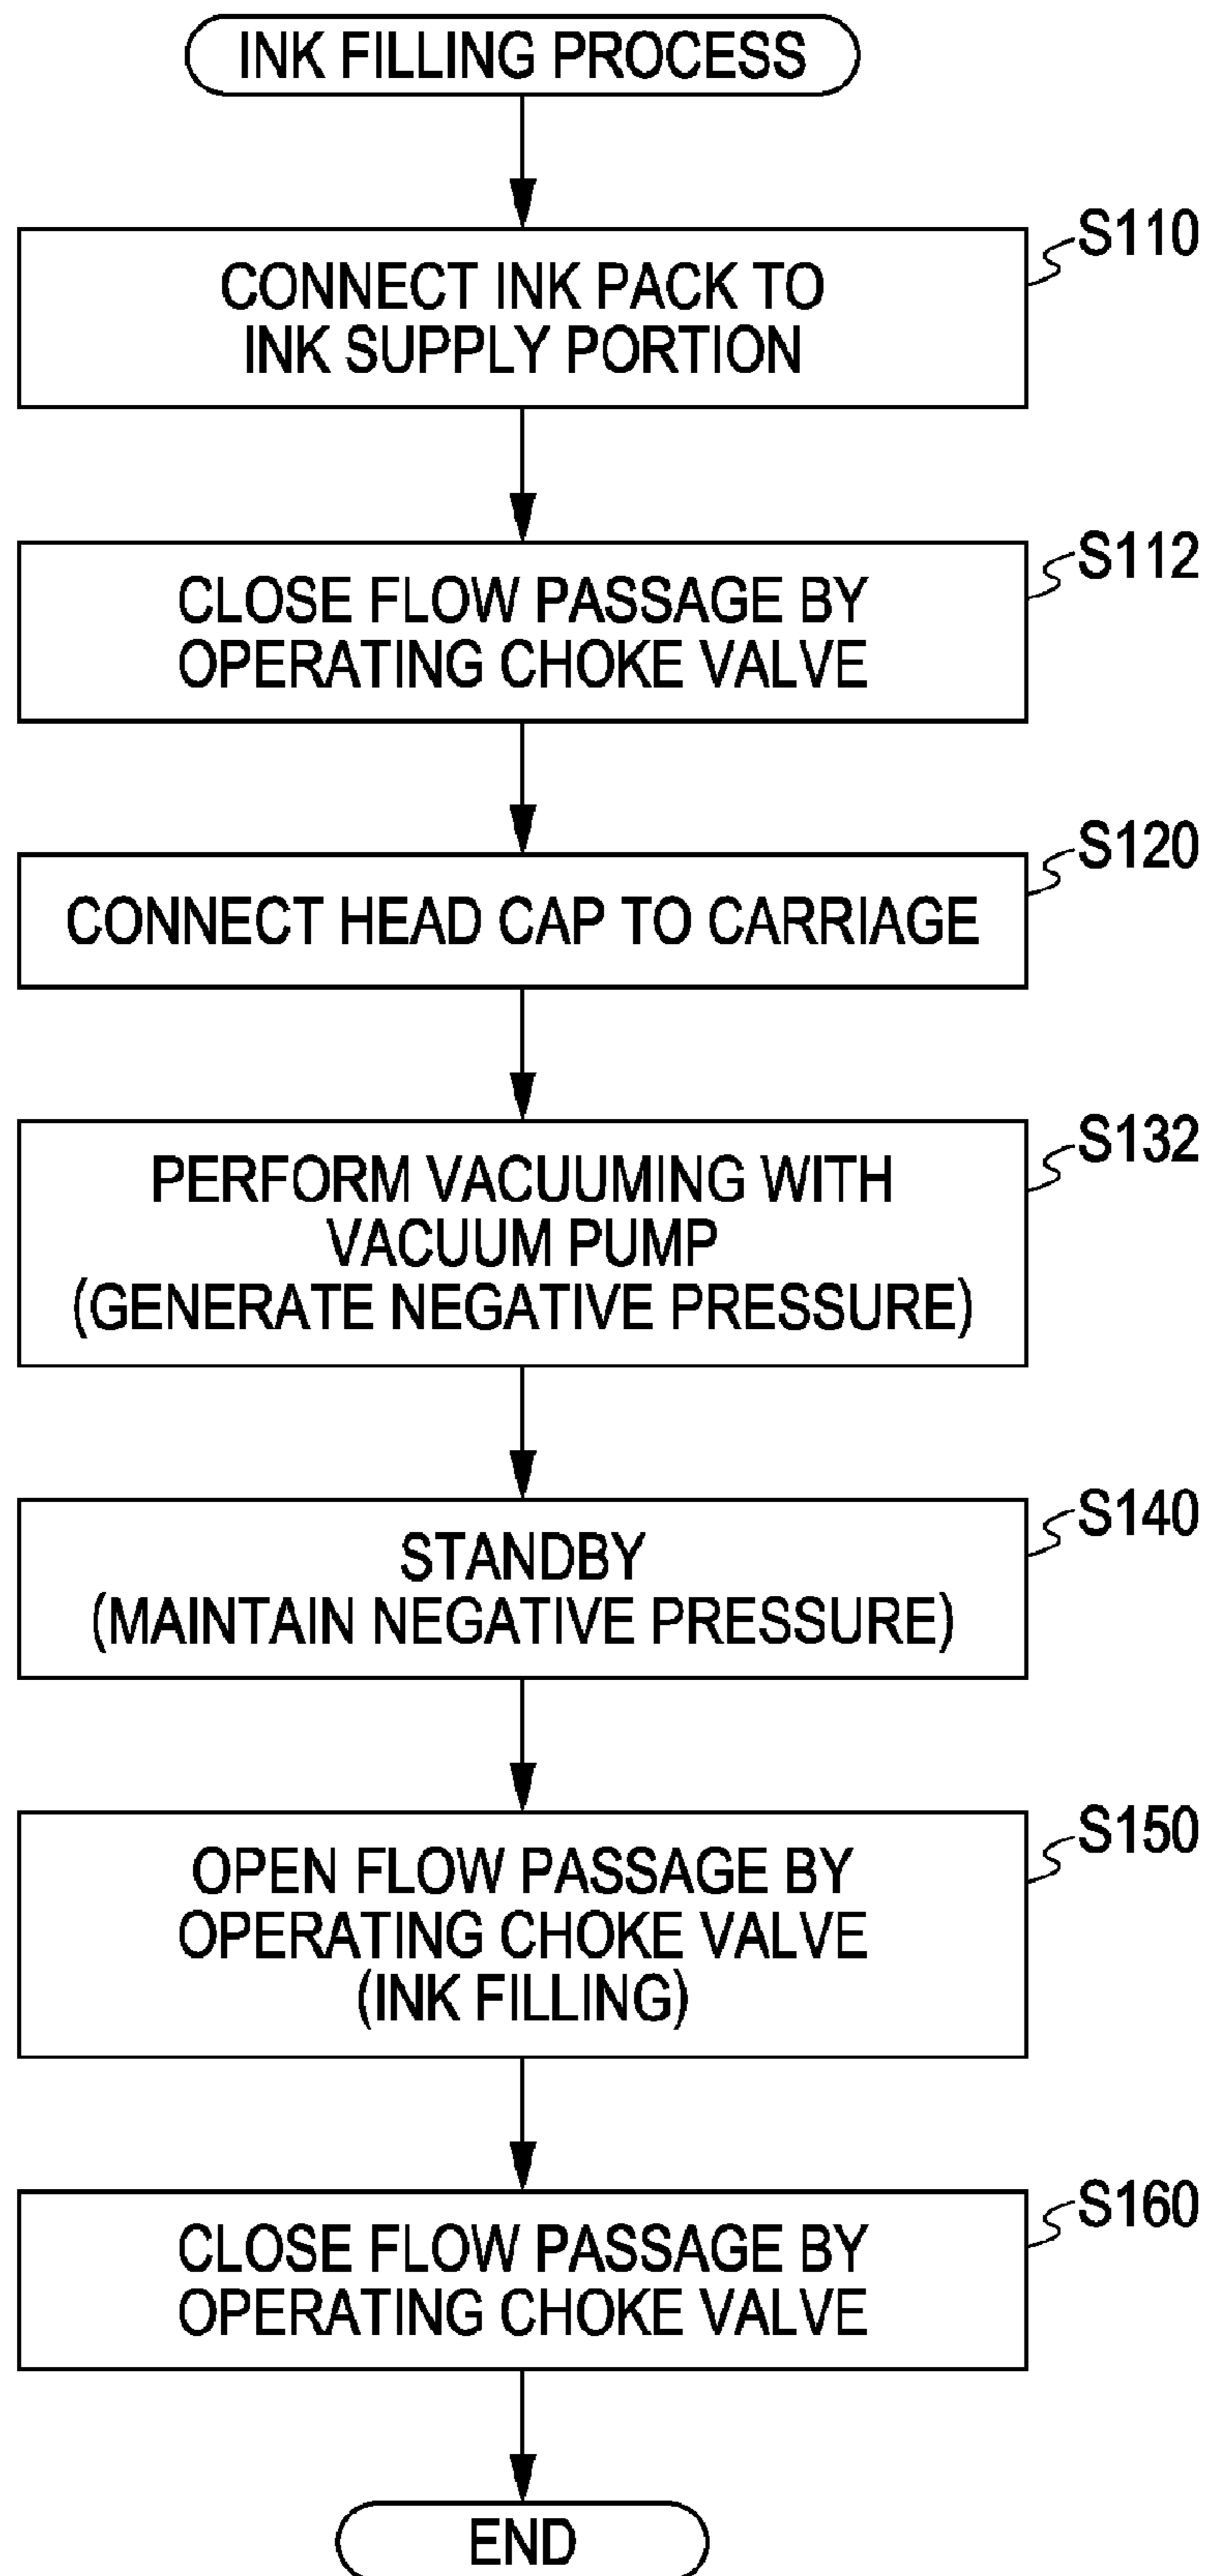 INK FILLING PROCESS
S110
CONNECT INK PACK TO
INK SUPPLY PORTION
S112
CLOSE FLOW PASSAGE BY
OPERATING CHOKE VALVE
S120
CONNECT HEAD CAP TO CARRIAGE
S132
PERFORM VACUUMING WITH
VACUUM PUMP
(GENERATE NEGATIVE PRESSURE)
S140
STANDBY
(MAINTAIN NEGATIVE PRESSURE)
S150
OPEN FLOW PASSAGE BY
OPERATING CHOKE VALVE
(INK FILLING)
S160
CLOSE FLOW PASSAGE BY
OPERATING CHOKE VALVE
END